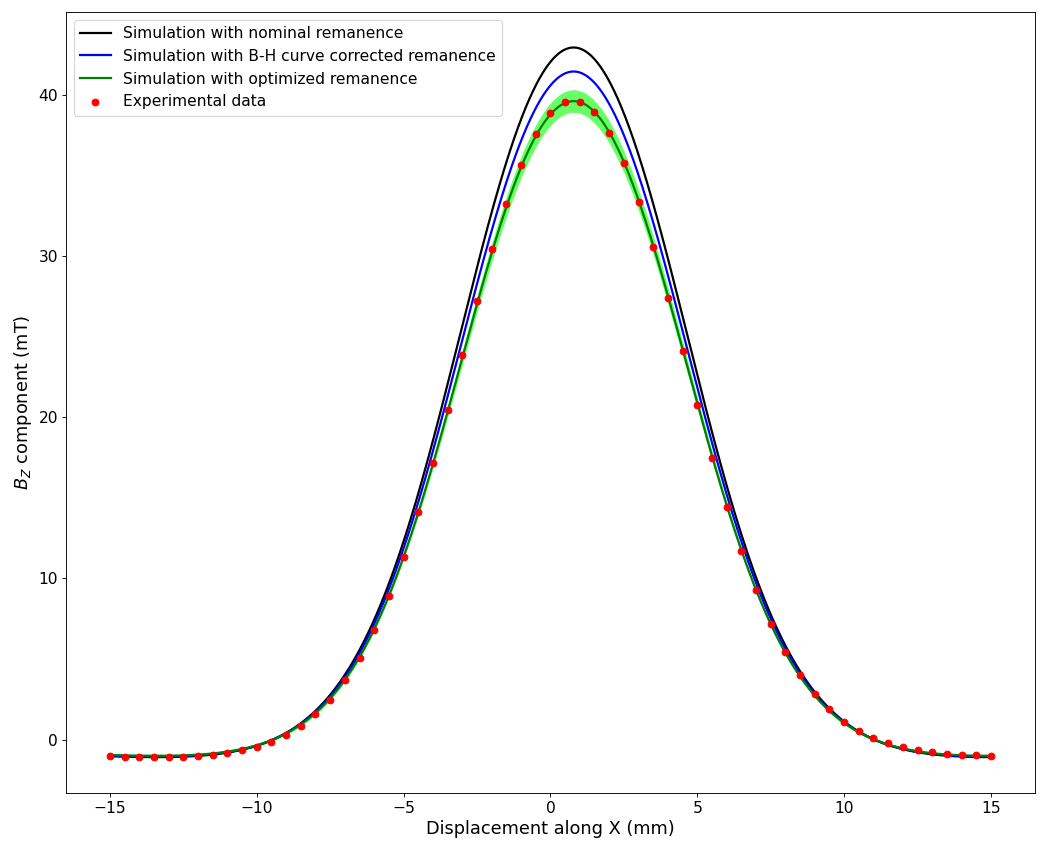 Simulation with nominal remanence
Simulation with B-H curve corrected remanence
Simulation with optimized remanence
Experimental data
40
30
20
10
0
B_Z component (mT)
−15
−10
−5
0
5
10
15
Displacement along X (mm)